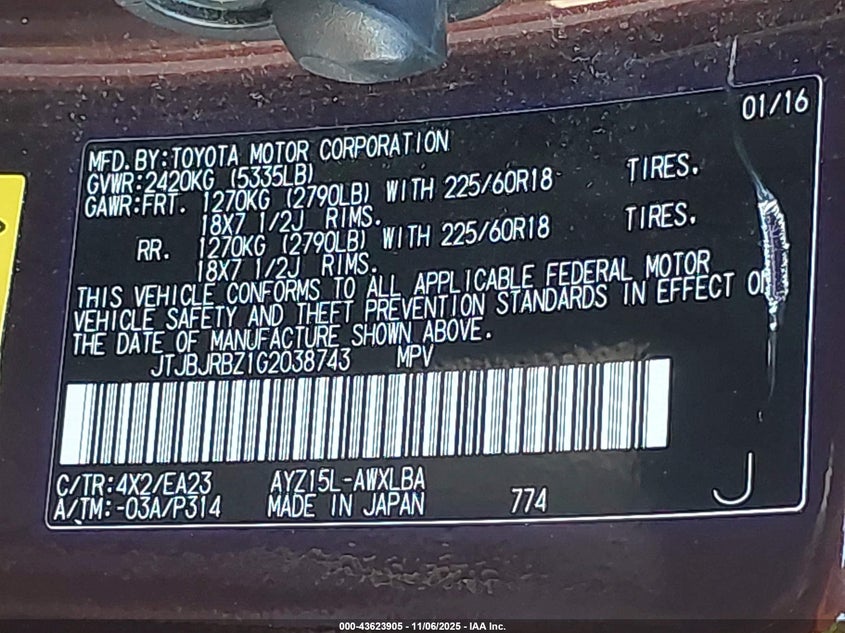 01/16
MFD. BY:TOYOTA MOTOR CORPORATION
GVWR:2420KG (5335LB)
GAWR:FRT. 1270KG (2790LB) WITH 225/60R18 TIRES.
18X7 1/2J RIMS.
RR. 1270KG (2790LB) WITH 225/60R18 TIRES.
18X7 1/2J RIMS.
THIS VEHICLE CONFORMS TO ALL APPLICABLE FEDERAL MOTOR
VEHICLE SAFETY AND THEFT PREVENTION STANDARDS IN EFFECT
THE DATE OF MANUFACTURE SHOWN ABOVE.
JTJBJRBZ1G2038743 MPV
C/TR:4X2/EA23 AYZ15L-AWXLBA
A/TM:-03A/P314 MADE IN JAPAN 774
J
000-43623905 - 11/06/2025 - IAA Inc.